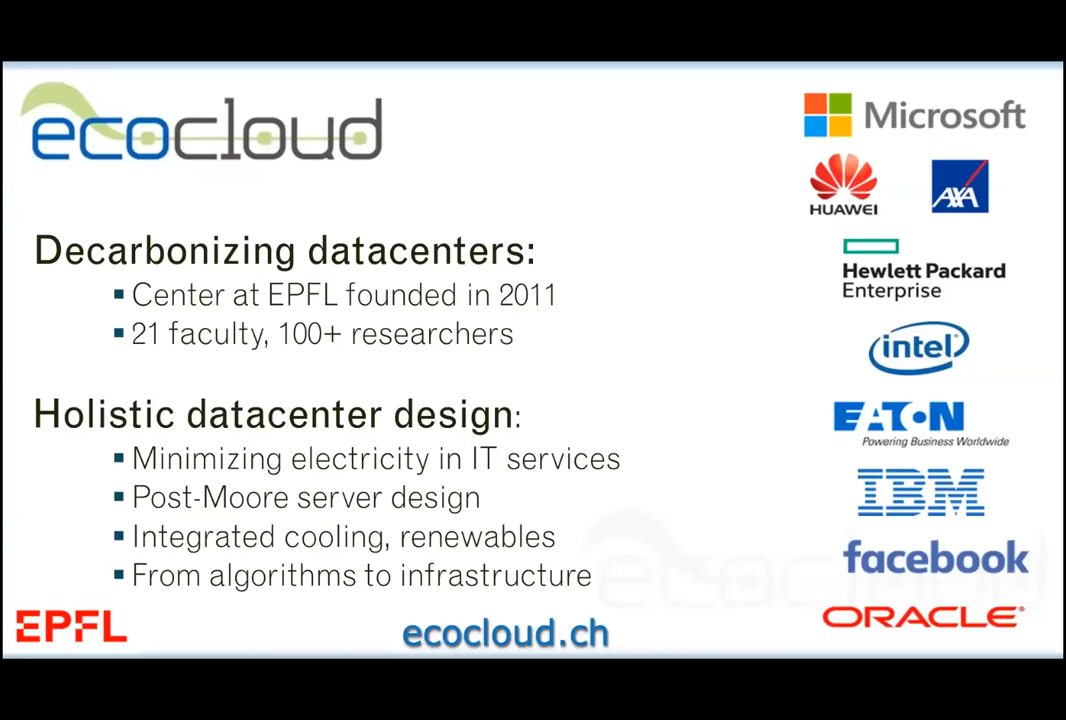 ecocloud
Decarbonizing datacenters:
▪ Center at EPFL founded in 2011
▪ 21 faculty, 100+ researchers
Holistic datacenter design:
▪ Minimizing electricity in IT services
▪ Post-Moore server design
▪ Integrated cooling, renewables
▪ From algorithms to infrastructure
EPFL
ecocloud.ch
Microsoft
HUAWEI
AXA
Hewlett Packard
Enterprise
intel
EATON
Powering Business Worldwide
IBM
facebook
ORACLE®
ecocloud